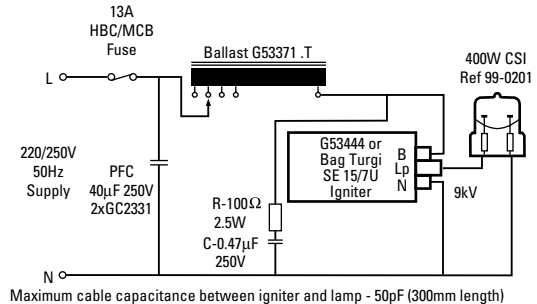 13A
HBC/MCB
Fuse
Ballast G53371 .T
400W CSI
Ref 99-0201
L
220/250V
50Hz
Supply
PFC
40μF 250V
2xGC2331
G53444 or
Bag Turgi
SE 15/7U
Igniter
B
Lp
N
9kV
R-100Ω
2.5W
C-0.47μF
250V
N
Maximum cable capacitance between igniter and lamp - 50pF (300mm length)